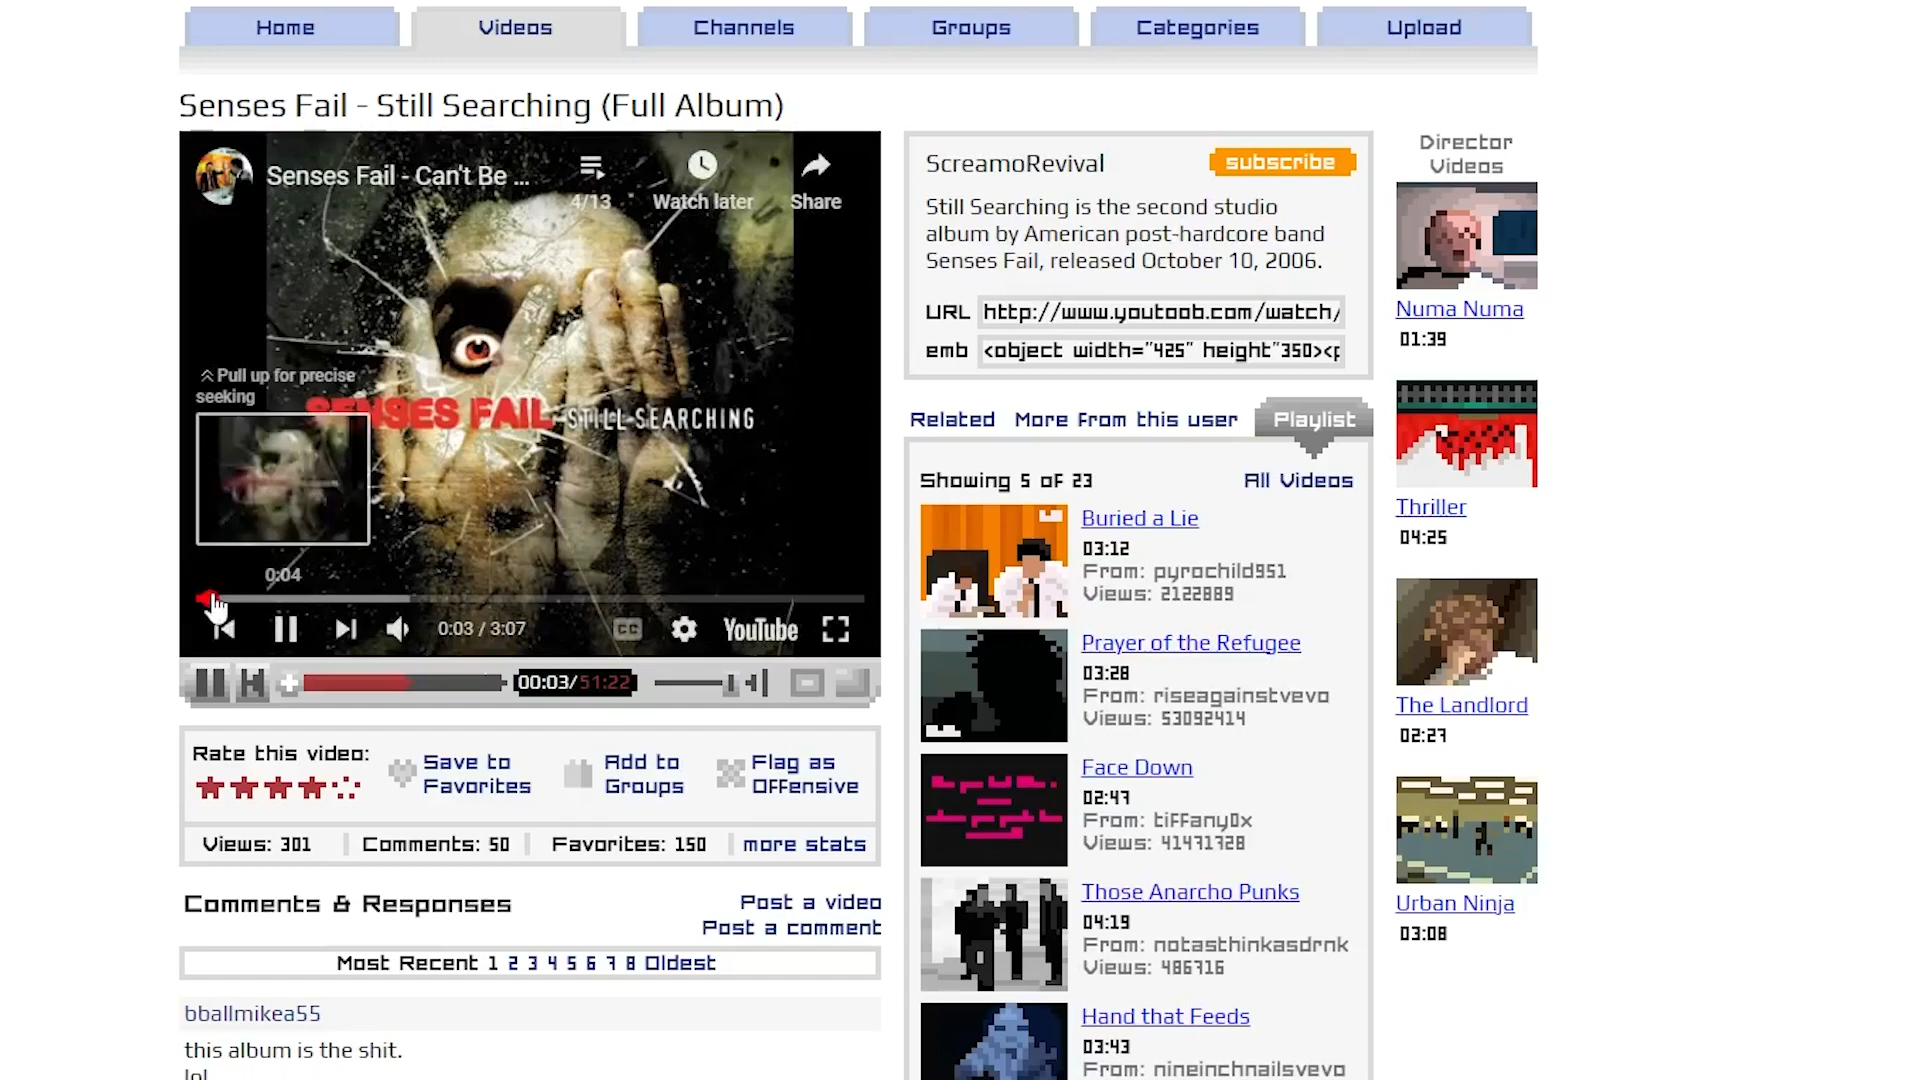 Home
Videos
Channels
Groups
Categories
Upload
Senses Fail - Still Searching (Full Album)
Senses Fail - Can't Be ...
4/13
Watch later
Share
Pull up for precise
seeking
SENSES FAIL STILL SEARCHING
0:04
0:03 / 3:07
CC
YouTube
00:03/51:22
Rate this video:
Save to
Favorites
Add to
Groups
Flag as
Offensive
Views: 301
Comments: 50
Favorites: 150
more stats
Comments & Responses
Post a video
Post a comment
Most Recent 1 2 3 4 5 6 7 8 Oldest
bballmikea55
this album is the shit.
lol
ScreamoRevival
subscribe
Still Searching is the second studio
album by American post-hardcore band
Senses Fail, released October 10, 2006.
URL http://www.youtoob.com/watch/
emb <object width="425" height"350><p
Related
More from this user
Playlist
Showing 5 of 23
All Videos
Buried a Lie
03:12
From: pyrochild951
Views: 2122889
Prayer of the Refugee
03:28
From: riseagainstvevo
Views: 53092414
Face Down
02:47
From: tiffany0x
Views: 41471728
Those Anarcho Punks
04:19
From: notasthinkasdrnk
Views: 486716
Hand that Feeds
03:43
From: nineinchnailsvevo
Director
Videos
Numa Numa
01:39
Thriller
04:25
The Landlord
02:27
Urban Ninja
03:08